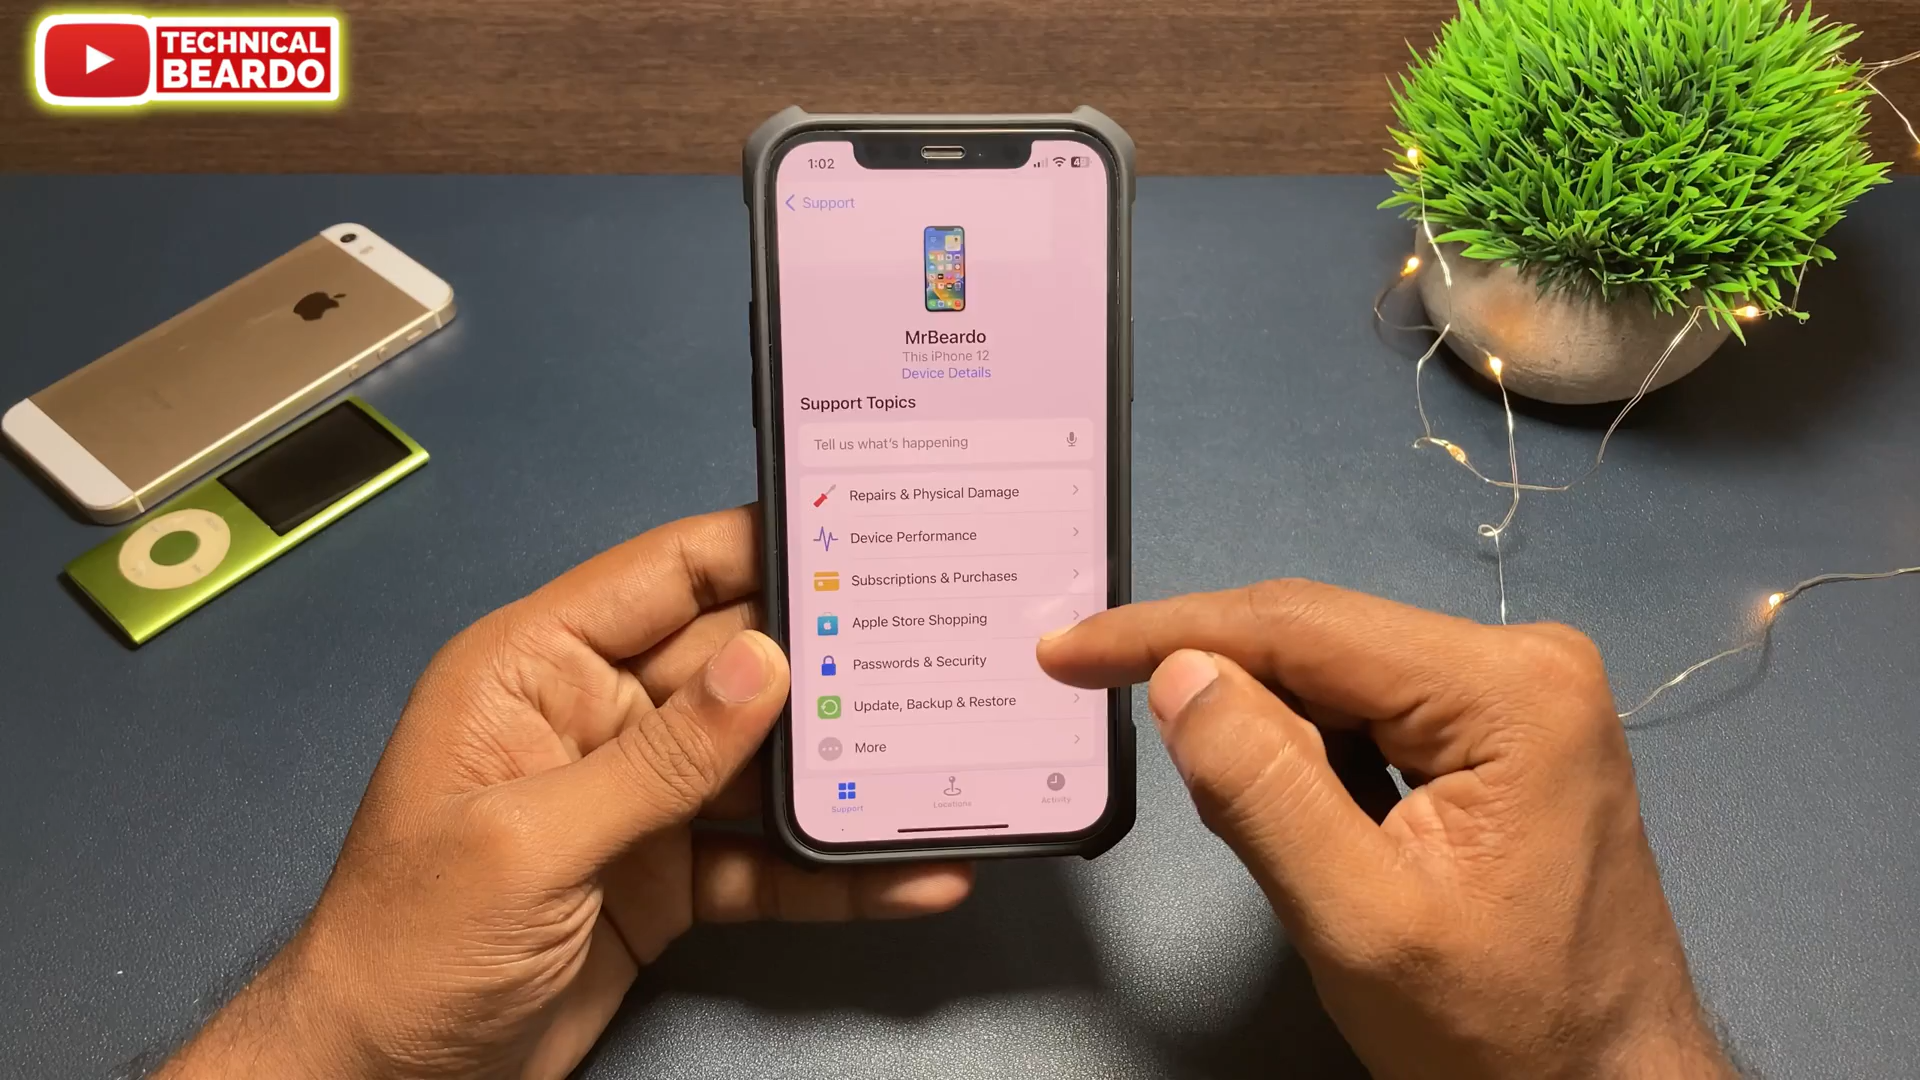 TECHNICAL
BEARDO
1:02
Support
MrBeardo
This iPhone 12
Device Details
Support Topics
Tell us what's happening
Repairs & Physical Damage
Device Performance
Subscriptions & Purchases
Apple Store Shopping
Passwords & Security
Update, Backup & Restore
More
Support
Locations
Activity